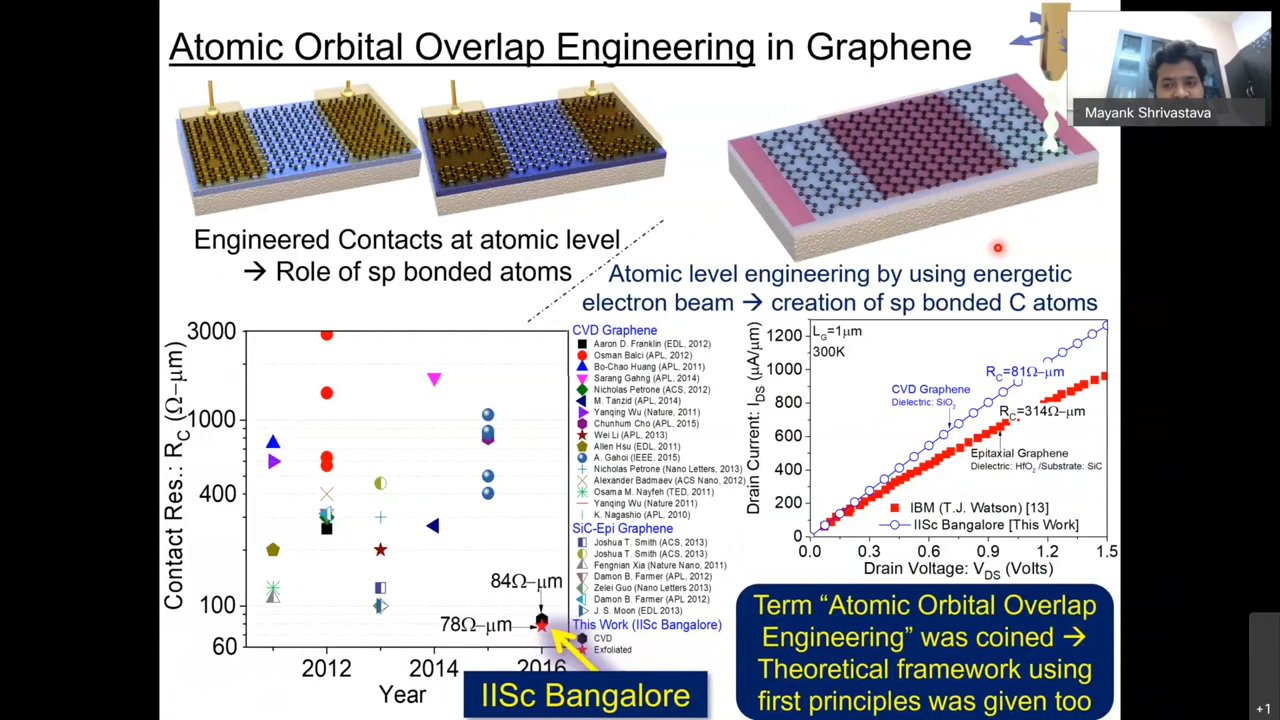 Atomic Orbital Overlap Engineering in Graphene
Mayank Shrivastava
Engineered Contacts at atomic level
→ Role of sp bonded atoms
Atomic level engineering by using energetic
electron beam → creation of sp bonded C atoms
Contact Res.: R_C (Ω–μm)
3000
1000
400
100
60
2012
2014
2016
Year
84Ω–μm
78Ω–μm
IISc Bangalore
CVD Graphene
Aaron D. Franklin (EDL, 2012)
Osman Balci (APL, 2012)
Bo-Chao Huang (APL, 2011)
Sarang Gahng (APL, 2014)
Nicholas Petrone (ACS, 2012)
M. Tanzid (APL, 2014)
Yanqing Wu (Nature, 2011)
Chunhum Cho (APL, 2015)
Wei Li (APL, 2013)
Allen Hsu (EDL, 2011)
A. Gahoi (IEEE, 2015)
Nicholas Petrone (Nano Letters, 2013)
Alexander Badmaev (ACS Nano, 2012)
Osama M. Nayfeh (TED, 2011)
Yanqing Wu (Nature 2011)
K. Nagashio (APL, 2010)
SiC-Epi Graphene
Joshua T. Smith (ACS, 2013)
Joshua T. Smith (ACS, 2013)
Fengnian Xia (Nature Nano, 2011)
Damon B. Farmer (APL, 2012)
Zelei Guo (Nano Letters 2013)
Damon B. Farmer (APL 2012)
J. S. Moon (EDL 2013)
This Work (IISc Bangalore)
CVD
Exfoliated
Drain Current: I_DS (μA/μm)
1200
1000
800
600
400
200
0
0.0
0.3
0.6
0.9
1.2
1.5
Drain Voltage: V_DS (Volts)
L_G=1μm
300K
R_C=81Ω–μm
CVD Graphene
Dielectric: SiO₂
R_C=314Ω–μm
Epitaxial Graphene
Dielectric: HfO₂ /Substrate: SiC
IBM (T.J. Watson) [13]
IISc Bangalore [This Work]
Term “Atomic Orbital Overlap
Engineering” was coined →
Theoretical framework using
first principles was given too
+1